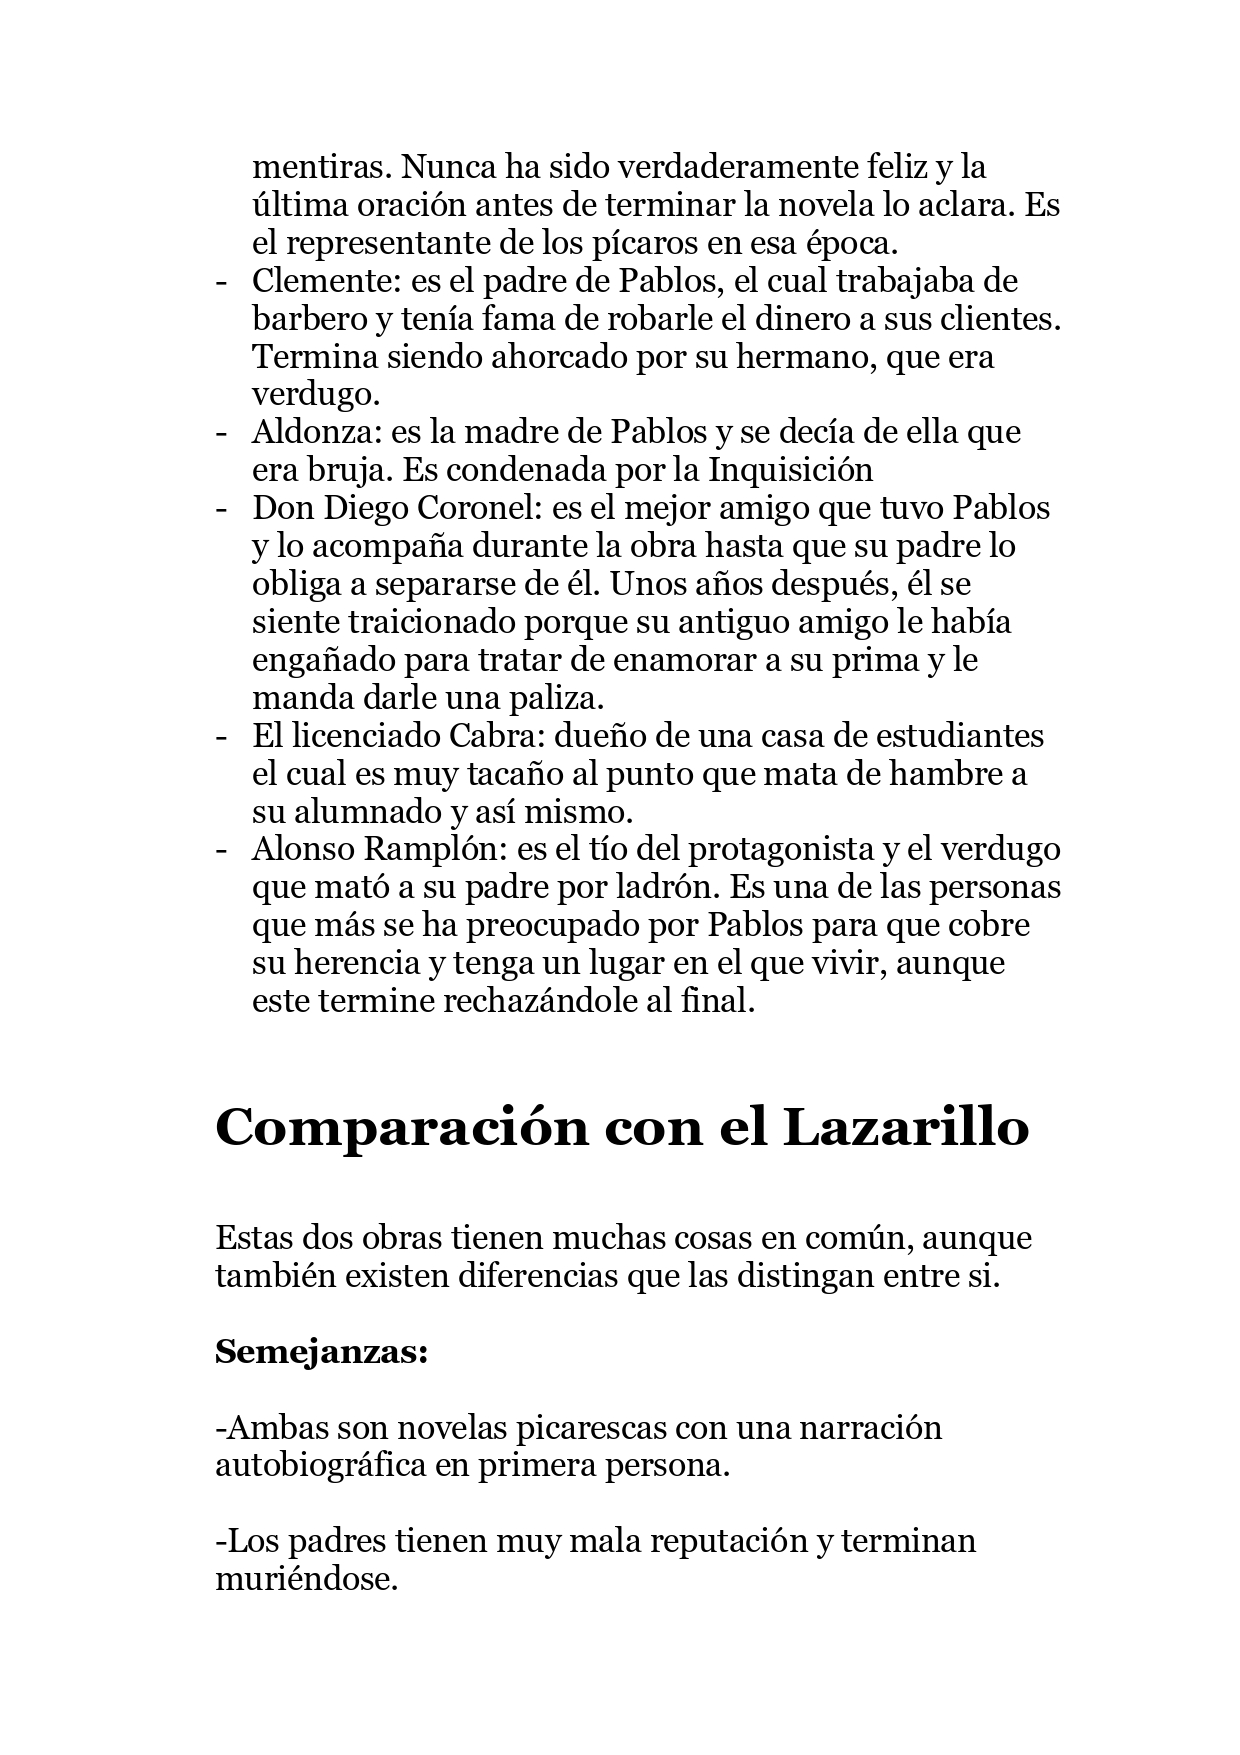 mentiras. Nunca ha sido verdaderamente feliz y la
última oración antes de terminar la novela lo aclara. Es
el representante de los pícaros en esa época.
- Clemente: es el padre de Pablos, el cual trabajaba de
barbero y tenía fama de robarle el dinero a sus clientes.
Termina siendo ahorcado por su hermano, que era
verdugo.
- Aldonza: es la madre de Pablos y se decía de ella que
era bruja. Es condenada por la Inquisición
- Don Diego Coronel: es el mejor amigo que tuvo Pablos
y lo acompaña durante la obra hasta que su padre lo
obliga a separarse de él. Unos años después, él se
siente traicionado porque su antiguo amigo le había
engañado para tratar de enamorar a su prima y le
manda darle una paliza.
- El licenciado Cabra: dueño de una casa de estudiantes
el cual es muy tacaño al punto que mata de hambre a
su alumnado y así mismo.
- Alonso Ramplón: es el tío del protagonista y el verdugo
que mató a su padre por ladrón. Es una de las personas
que más se ha preocupado por Pablos para que cobre
su herencia y tenga un lugar en el que vivir, aunque
este termine rechazándole al final.
Comparación con el Lazarillo
Estas dos obras tienen muchas cosas en común, aunque
también existen diferencias que las distingan entre si.
Semejanzas:
-Ambas son novelas picarescas con una narración
autobiográfica en primera persona.
-Los padres tienen muy mala reputación y terminan
muriéndose.